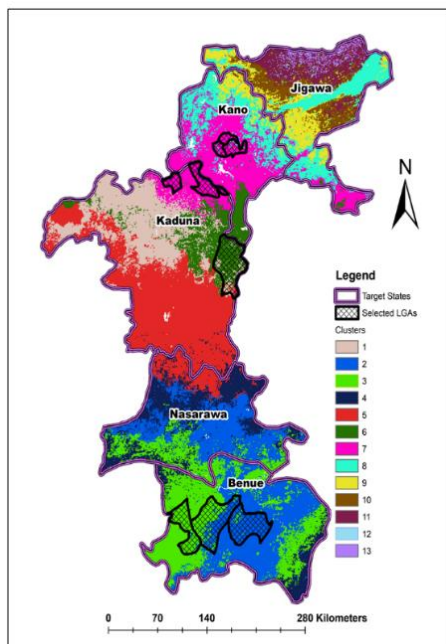 Jigawa
Kano
N
Kaduna
Legend
Target States
Selected LGAs
Clusters
1
2
3
4
5
6
7
8
9
10
11
12
13
Nasarawa
Benue
0 70 140 280 Kilometers